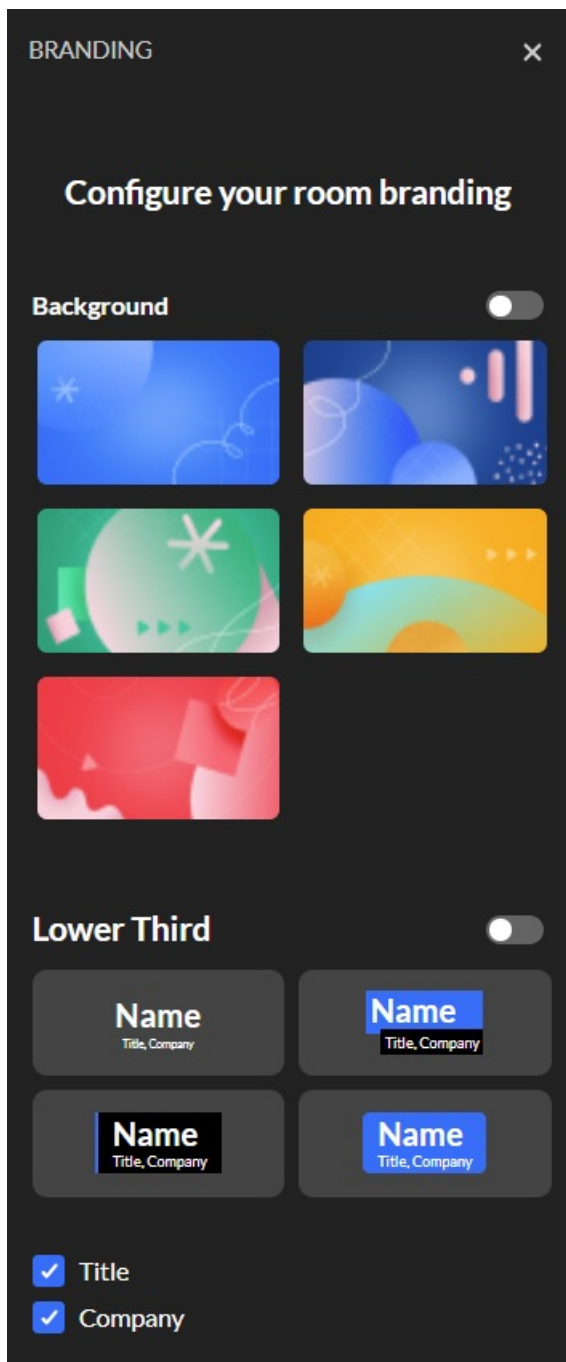 BRANDING
Configure your room branding
Background
Lower Third
Name
Title, Company
Name
Title, Company
Name
Title, Company
Name
Title, Company
Title
Company